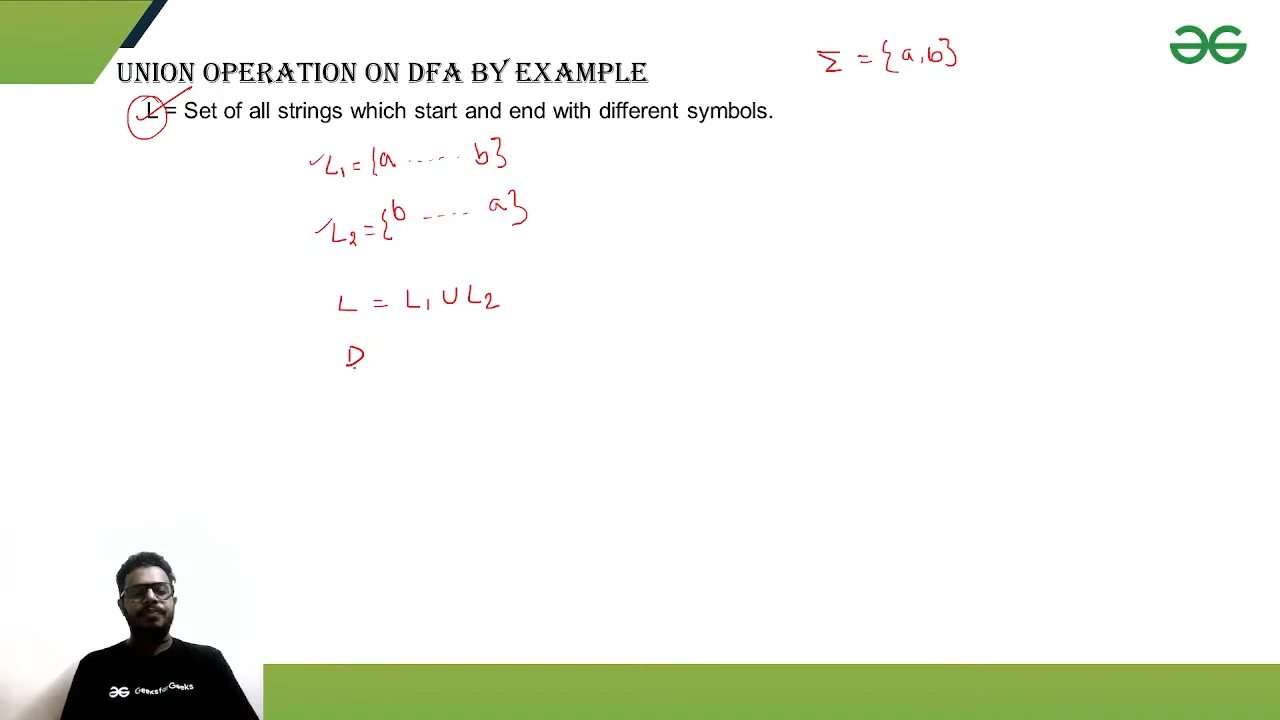 Σ = {a,b}
UNION OPERATION ON DFA BY EXAMPLE
L = Set of all strings which start and end with different symbols.
L1 = {a ..... b}
L2 = {b ..... a}
L = L1 ∪ L2
D
GeeksforGeeks